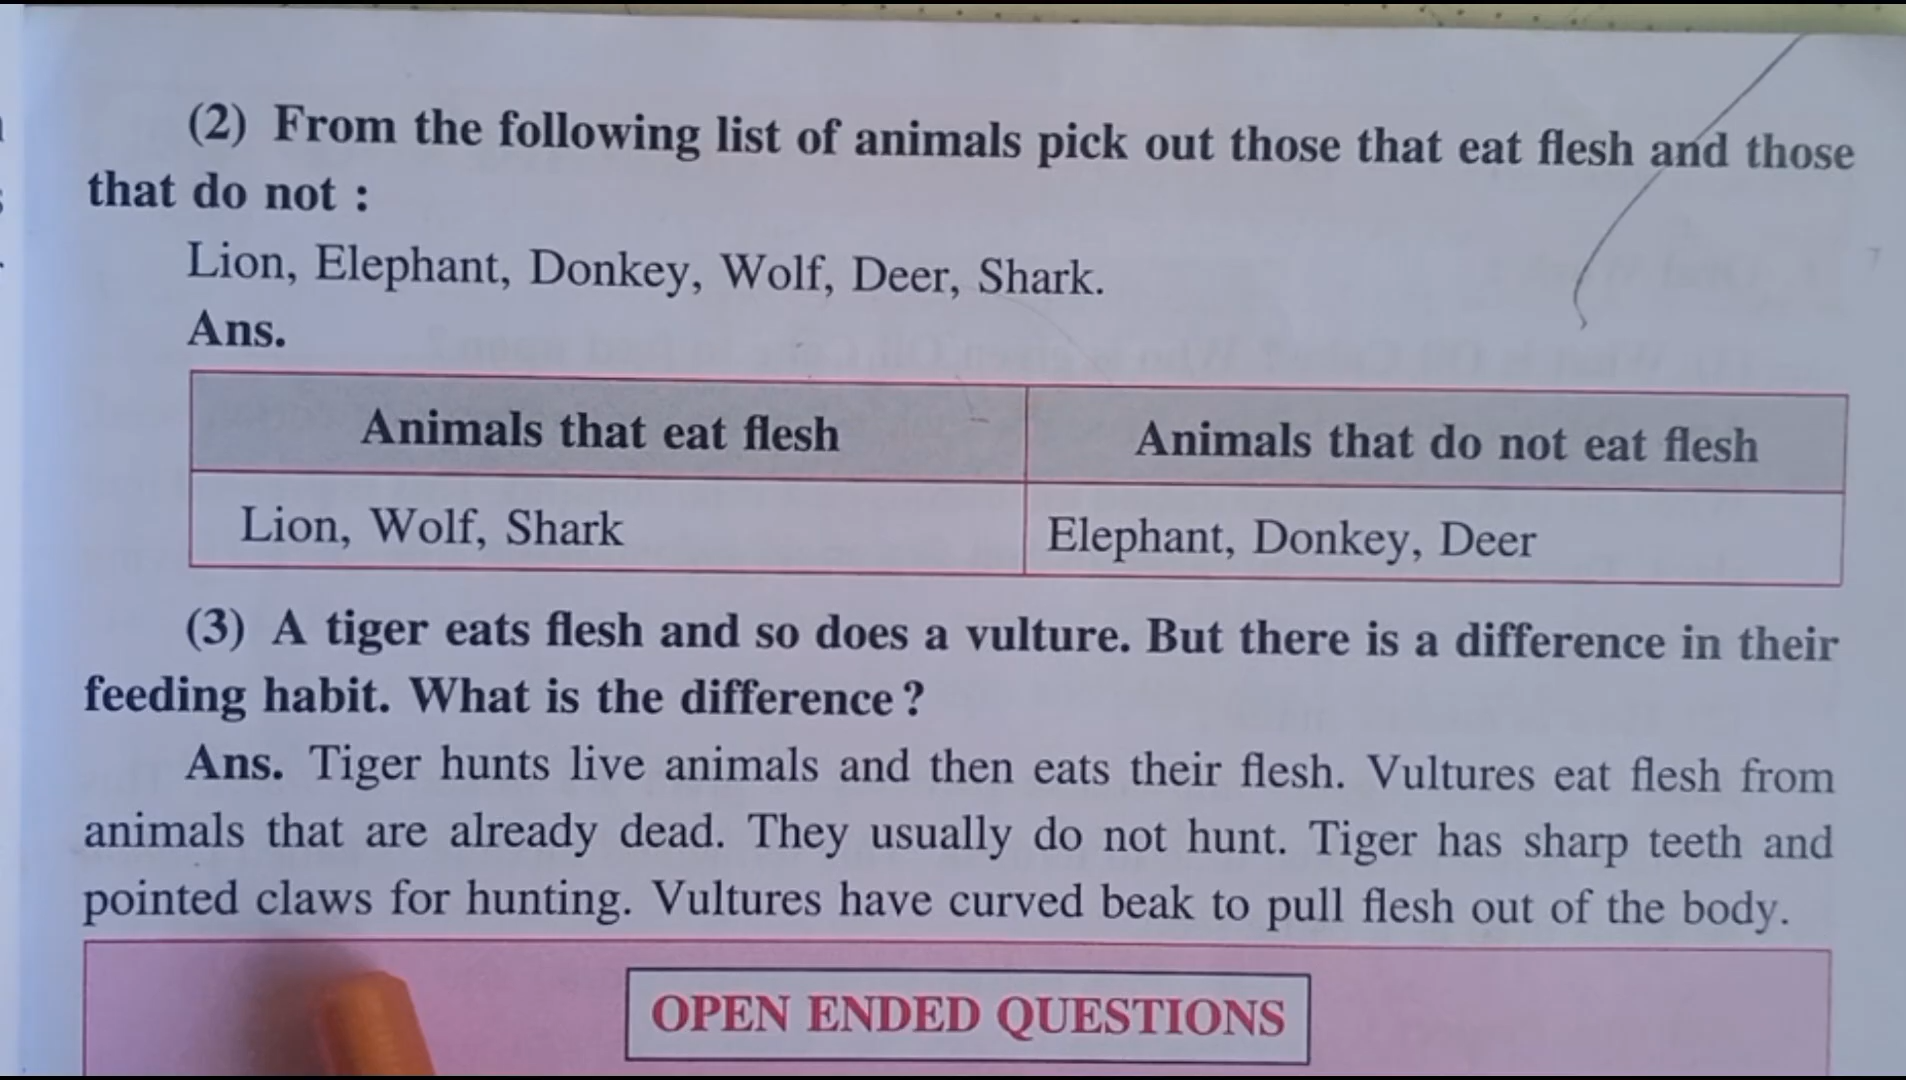 (2) From the following list of animals pick out those that eat flesh and those
that do not :
Lion, Elephant, Donkey, Wolf, Deer, Shark.
Ans.
Animals that eat flesh
Animals that do not eat flesh
Lion, Wolf, Shark
Elephant, Donkey, Deer
(3) A tiger eats flesh and so does a vulture. But there is a difference in their
feeding habit. What is the difference ?
Ans. Tiger hunts live animals and then eats their flesh. Vultures eat flesh from
animals that are already dead. They usually do not hunt. Tiger has sharp teeth and
pointed claws for hunting. Vultures have curved beak to pull flesh out of the body.
OPEN ENDED QUESTIONS